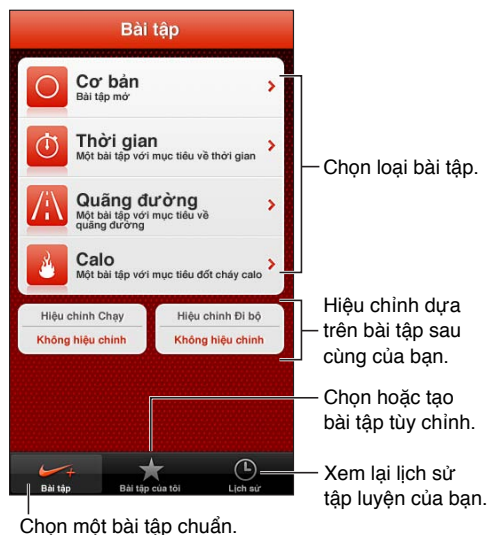 Bài tập
Cơ bản
Bài tập mở
Thời gian
Một bài tập với mục tiêu về thời gian
Quãng đường
Một bài tập với mục tiêu về
quãng đường
Calo
Một bài tập với mục tiêu đốt cháy calo
Hiệu chỉnh Chạy
Không hiệu chỉnh
Hiệu chỉnh Đi bộ
Không hiệu chỉnh
Bài tập
Bài tập của tôi
Lịch sử
Chọn loại bài tập.
Hiệu chỉnh dựa
trên bài tập sau
cùng của bạn.
Chọn hoặc tạo
bài tập tùy chỉnh.
Xem lại lịch sử
tập luyện của bạn.
Chọn một bài tập chuẩn.